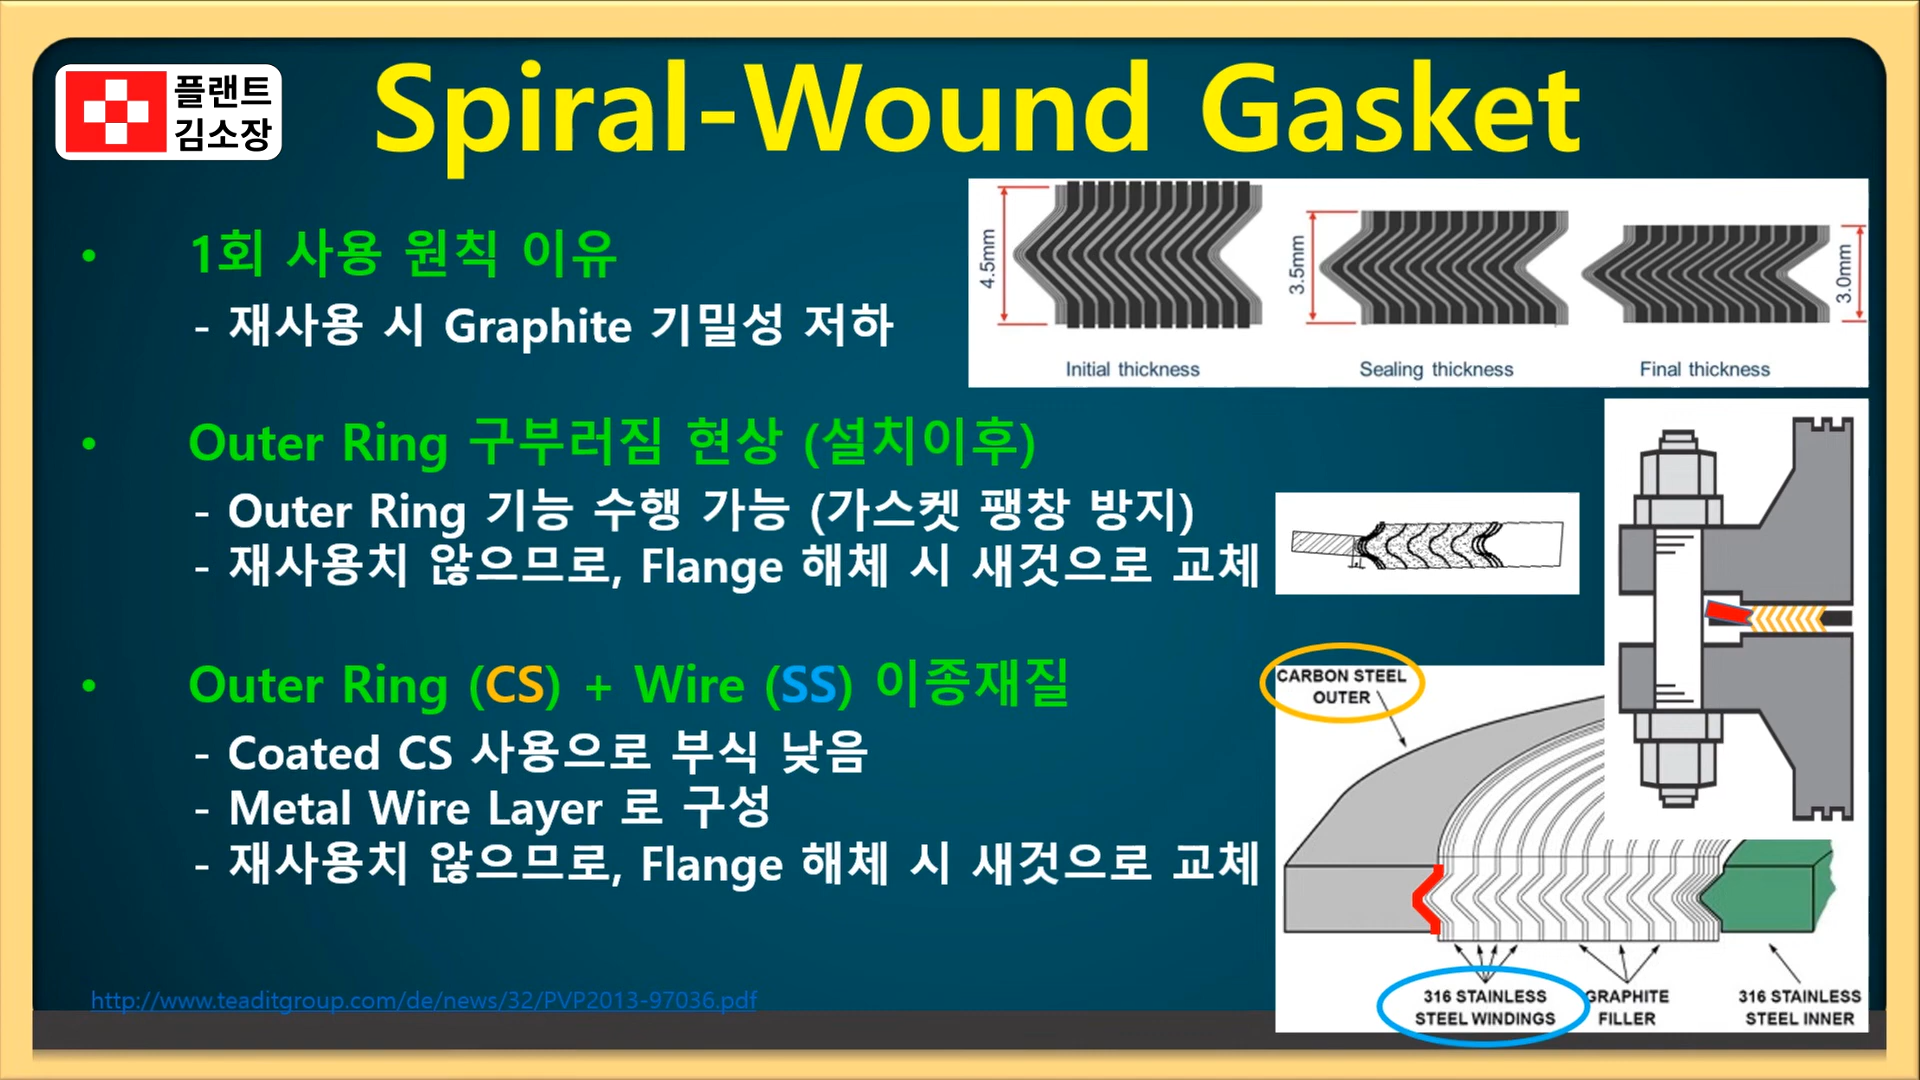 플랜트
김소장
Spiral-Wound Gasket
• 1회 사용 원칙 이유
- 재사용 시 Graphite 기밀성 저하
4.5mm
Initial thickness
3.5mm
Sealing thickness
3.0mm
Final thickness
• Outer Ring 구부러짐 현상 (설치이후)
- Outer Ring 기능 수행 가능 (가스켓 팽창 방지)
- 재사용치 않으므로, Flange 해체 시 새것으로 교체
• Outer Ring (CS) + Wire (SS) 이종재질
- Coated CS 사용으로 부식 낮음
- Metal Wire Layer 로 구성
- 재사용치 않으므로, Flange 해체 시 새것으로 교체
CARBON STEEL
OUTER
316 STAINLESS
STEEL WINDINGS
GRAPHITE
FILLER
316 STAINLESS
STEEL INNER
http://www.teaditgroup.com/de/news/32/PVP2013-97036.pdf